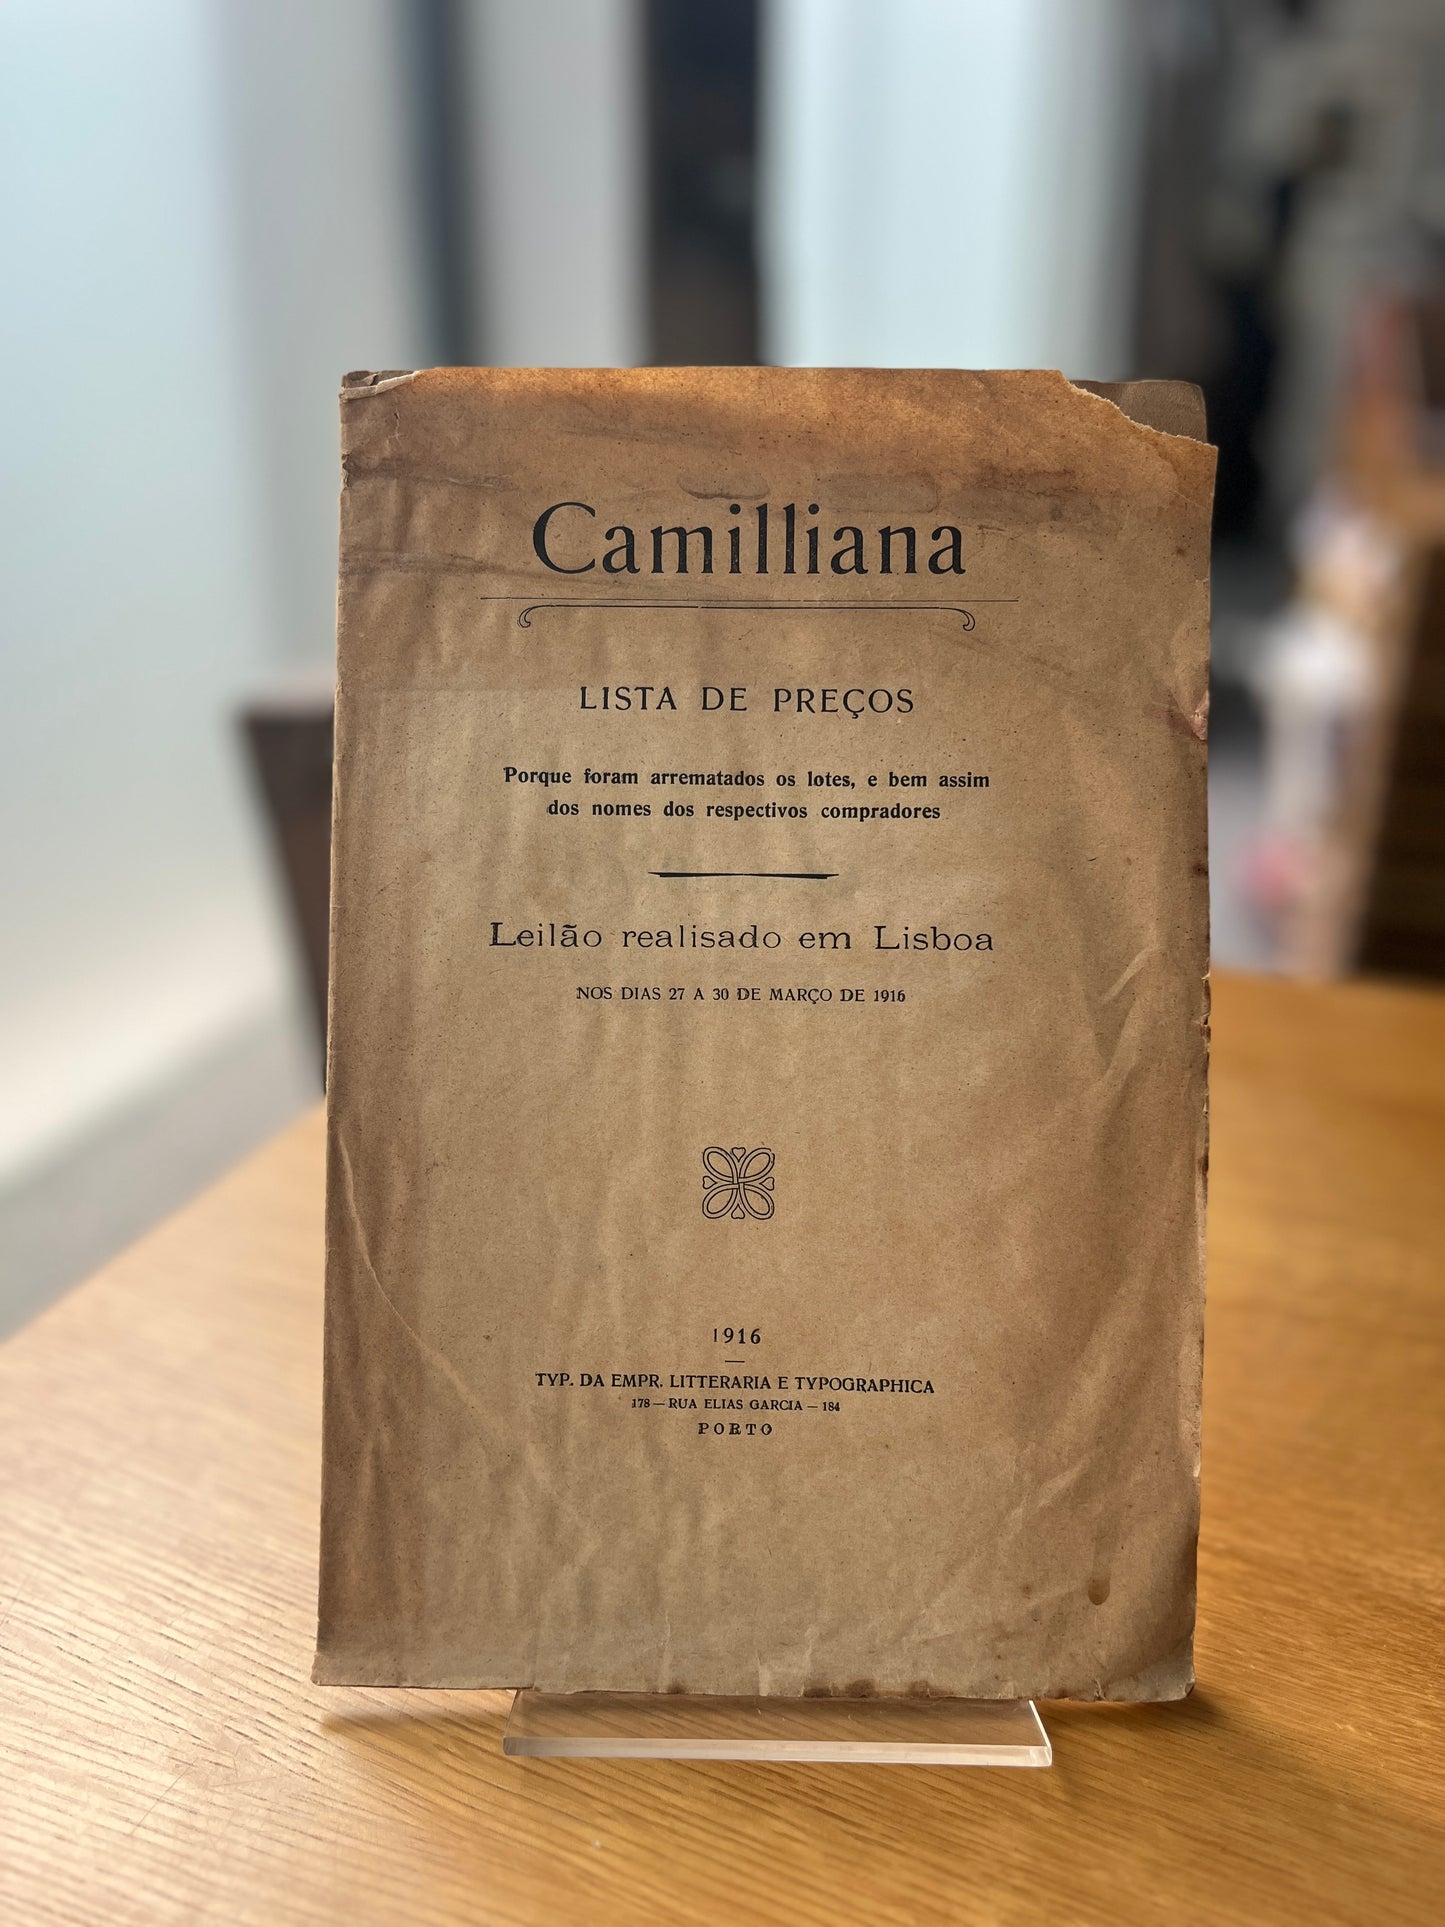 Camilliana
LISTA DE PREÇOS
Porque foram arrematados os lotes, e bem assim
dos nomes dos respectivos compradores
Leilão realisado em Lisboa
NOS DIAS 27 A 30 DE MARÇO DE 1916
1916
TYP. DA EMPR. LITTERARIA E TYPOGRAPHICA
178 — RUA ELIAS GARCIA — 184
PORTO